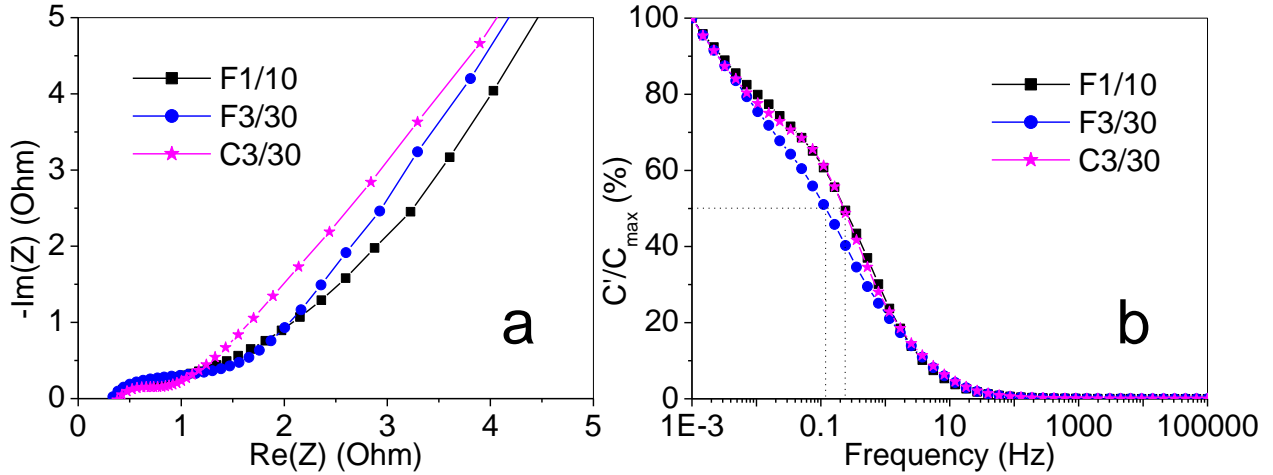 5
4
3
2
1
0
-Im(Z) (Ohm)
F1/10
F3/30
C3/30
a
0 1 2 3 4 5
Re(Z) (Ohm)
100
80
60
40
20
0
C'/C_max (%)
F1/10
F3/30
C3/30
b
1E-3 0.1 10 1000 100000
Frequency (Hz)